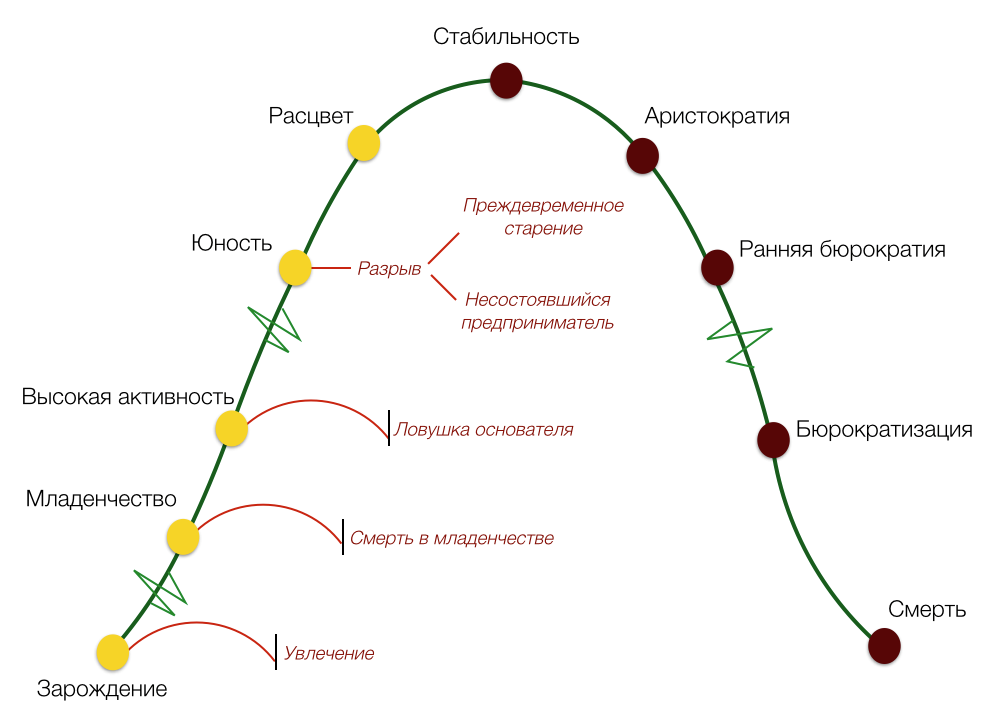 Стабильность
Расцвет
Аристократия
Преждевременное
старение
Юность
Ранняя бюрократия
Разрыв
Несостоявшийся
предприниматель
Высокая активность
Ловушка основателя
Бюрократизация
Младенчество
Смерть в младенчестве
Смерть
Увлечение
Зарождение